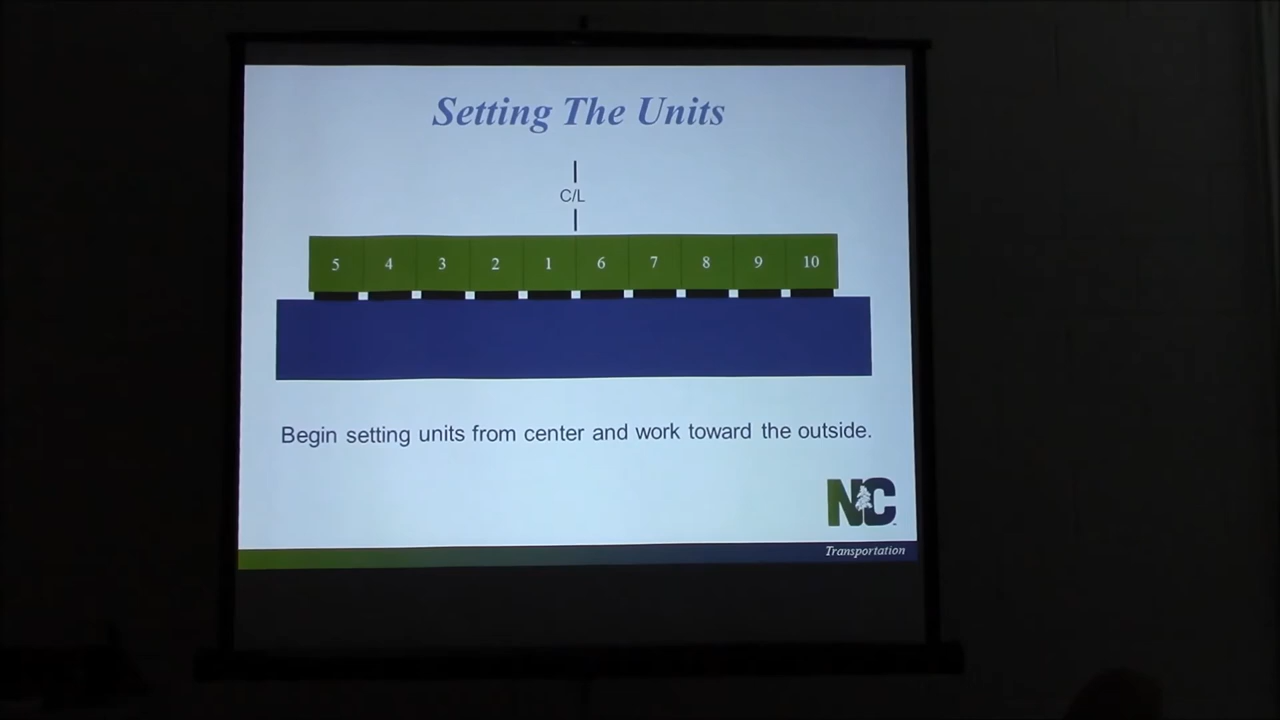 Setting The Units
C/L
5 4 3 2 1 6 7 8 9 10
Begin setting units from center and work toward the outside.
NC
Transportation